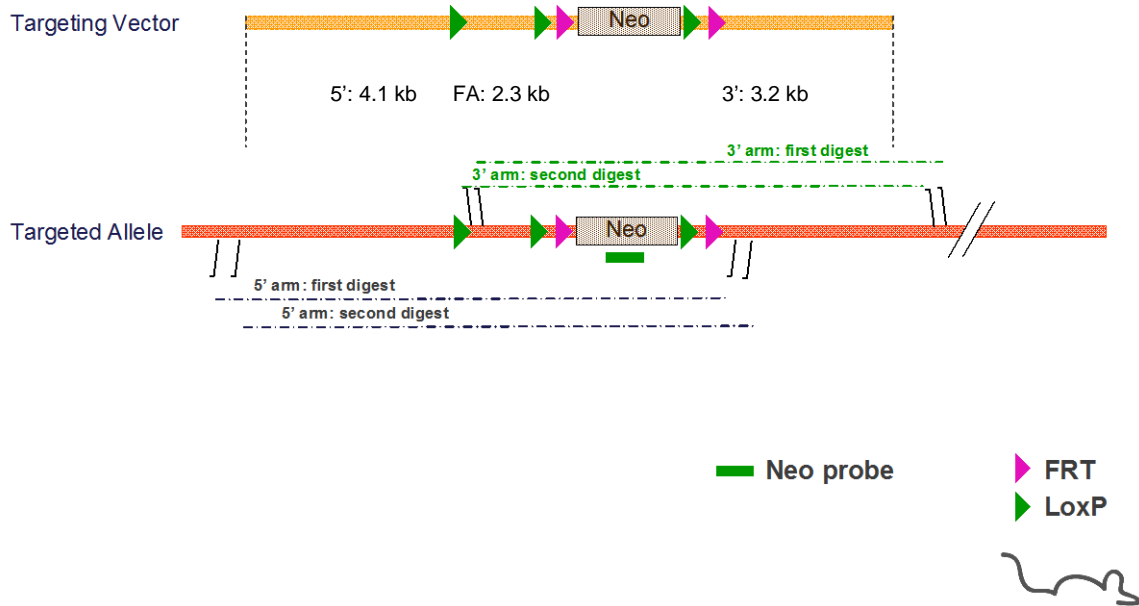 Targeting Vector
Neo
5’: 4.1 kb
FA: 2.3 kb
3’: 3.2 kb
3’ arm: first digest
3’ arm: second digest
Targeted Allele
Neo
5’ arm: first digest
5’ arm: second digest
Neo probe
FRT
LoxP